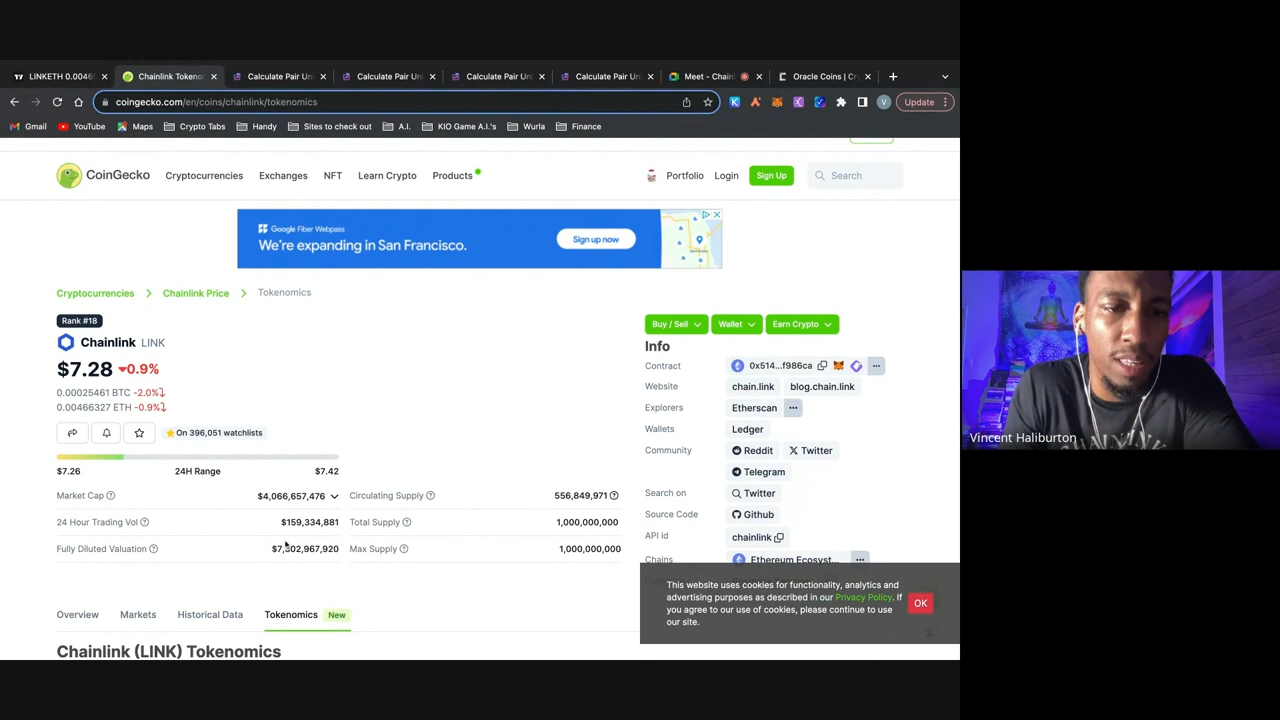 LINKETH 0.0046
Chainlink Tokeno
Calculate Pair Un
Calculate Pair Un
Calculate Pair Un
Calculate Pair Un
Meet - Chain
Oracle Coins | Cr
coingecko.com/en/coins/chainlink/tokenomics
V
Update
Gmail
YouTube
Maps
Crypto Tabs
Handy
Sites to check out
A.I.
KIO Game A.I.'s
Wurla
Finance
CoinGecko
Cryptocurrencies
Exchanges
NFT
Learn Crypto
Products
Portfolio
Login
Sign Up
Search
Google Fiber Webpass
We're expanding in San Francisco.
Sign up now
Cryptocurrencies > Chainlink Price > Tokenomics
Rank #18
Chainlink LINK
$7.28 0.9%
0.00025461 BTC -2.0%
0.00466327 ETH -0.9%
On 396,051 watchlists
$7.26 24H Range $7.42
Market Cap $4,066,657,476
Circulating Supply 556,849,971
24 Hour Trading Vol $159,334,881
Total Supply 1,000,000,000
Fully Diluted Valuation $7,302,967,920
Max Supply 1,000,000,000
Buy / Sell
Wallet
Earn Crypto
Info
Contract 0x514...f986ca
Website chain.link blog.chain.link
Explorers Etherscan
Wallets Ledger
Community Reddit Twitter
Telegram
Search on Twitter
Source Code Github
API id chainlink
Chains Ethereum Ecosyst...
This website uses cookies for functionality, analytics and
advertising purposes as described in our Privacy Policy. If
you agree to our use of cookies, please continue to use
our site.
OK
Overview
Markets
Historical Data
Tokenomics New
Chainlink (LINK) Tokenomics
Vincent Haliburton